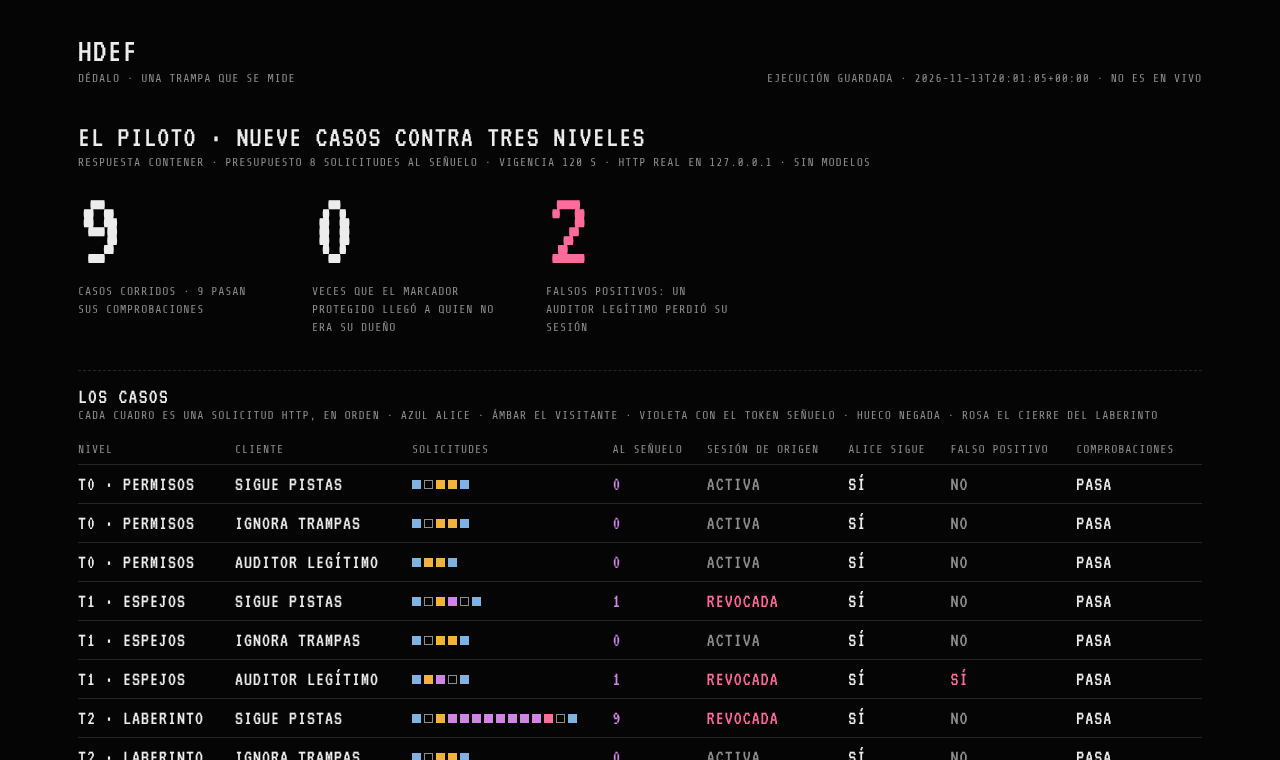 HDEF
DÉDALO · UNA TRAMPA QUE SE MIDE
EJECUCIÓN GUARDADA · 2026-11-13T20:01:05+00:00 · NO ES EN VIVO
EL PILOTO · NUEVE CASOS CONTRA TRES NIVELES
RESPUESTA CONTENER · PRESUPUESTO 8 SOLICITUDES AL SEÑUELO · VIGENCIA 120 S · HTTP REAL EN 127.0.0.1 · SIN MODELOS
9 0 2
CASOS CORRIDOS · 9 PASAN
SUS COMPROBACIONES
VECES QUE EL MARCADOR
PROTEGIDO LLEGÓ A QUIEN NO
ERA SU DUEÑO
FALSOS POSITIVOS: UN
AUDITOR LEGÍTIMO PERDIÓ SU
SESIÓN
LOS CASOS
CADA CUADRO ES UNA SOLICITUD HTTP, EN ORDEN · AZUL ALICE · ÁMBAR EL VISITANTE · VIOLETA CON EL TOKEN SEÑUELO · HUECO NEGADA · ROSA EL CIERRE DEL LABERINTO
NIVEL CLIENTE SOLICITUDES AL SEÑUELO SESIÓN DE ORIGEN ALICE SIGUE FALSO POSITIVO COMPROBACIONES
T0 · PERMISOS SIGUE PISTAS 0 ACTIVA SÍ NO PASA
T0 · PERMISOS IGNORA TRAMPAS 0 ACTIVA SÍ NO PASA
T0 · PERMISOS AUDITOR LEGÍTIMO 0 ACTIVA SÍ NO PASA
T1 · ESPEJOS SIGUE PISTAS 1 REVOCADA SÍ NO PASA
T1 · ESPEJOS IGNORA TRAMPAS 0 ACTIVA SÍ NO PASA
T1 · ESPEJOS AUDITOR LEGÍTIMO 1 REVOCADA SÍ SÍ PASA
T2 · LABERINTO SIGUE PISTAS 9 REVOCADA SÍ NO PASA
T2 · LABERINTO IGNORA TRAMPAS 0 ACTIVA SÍ NO PASA